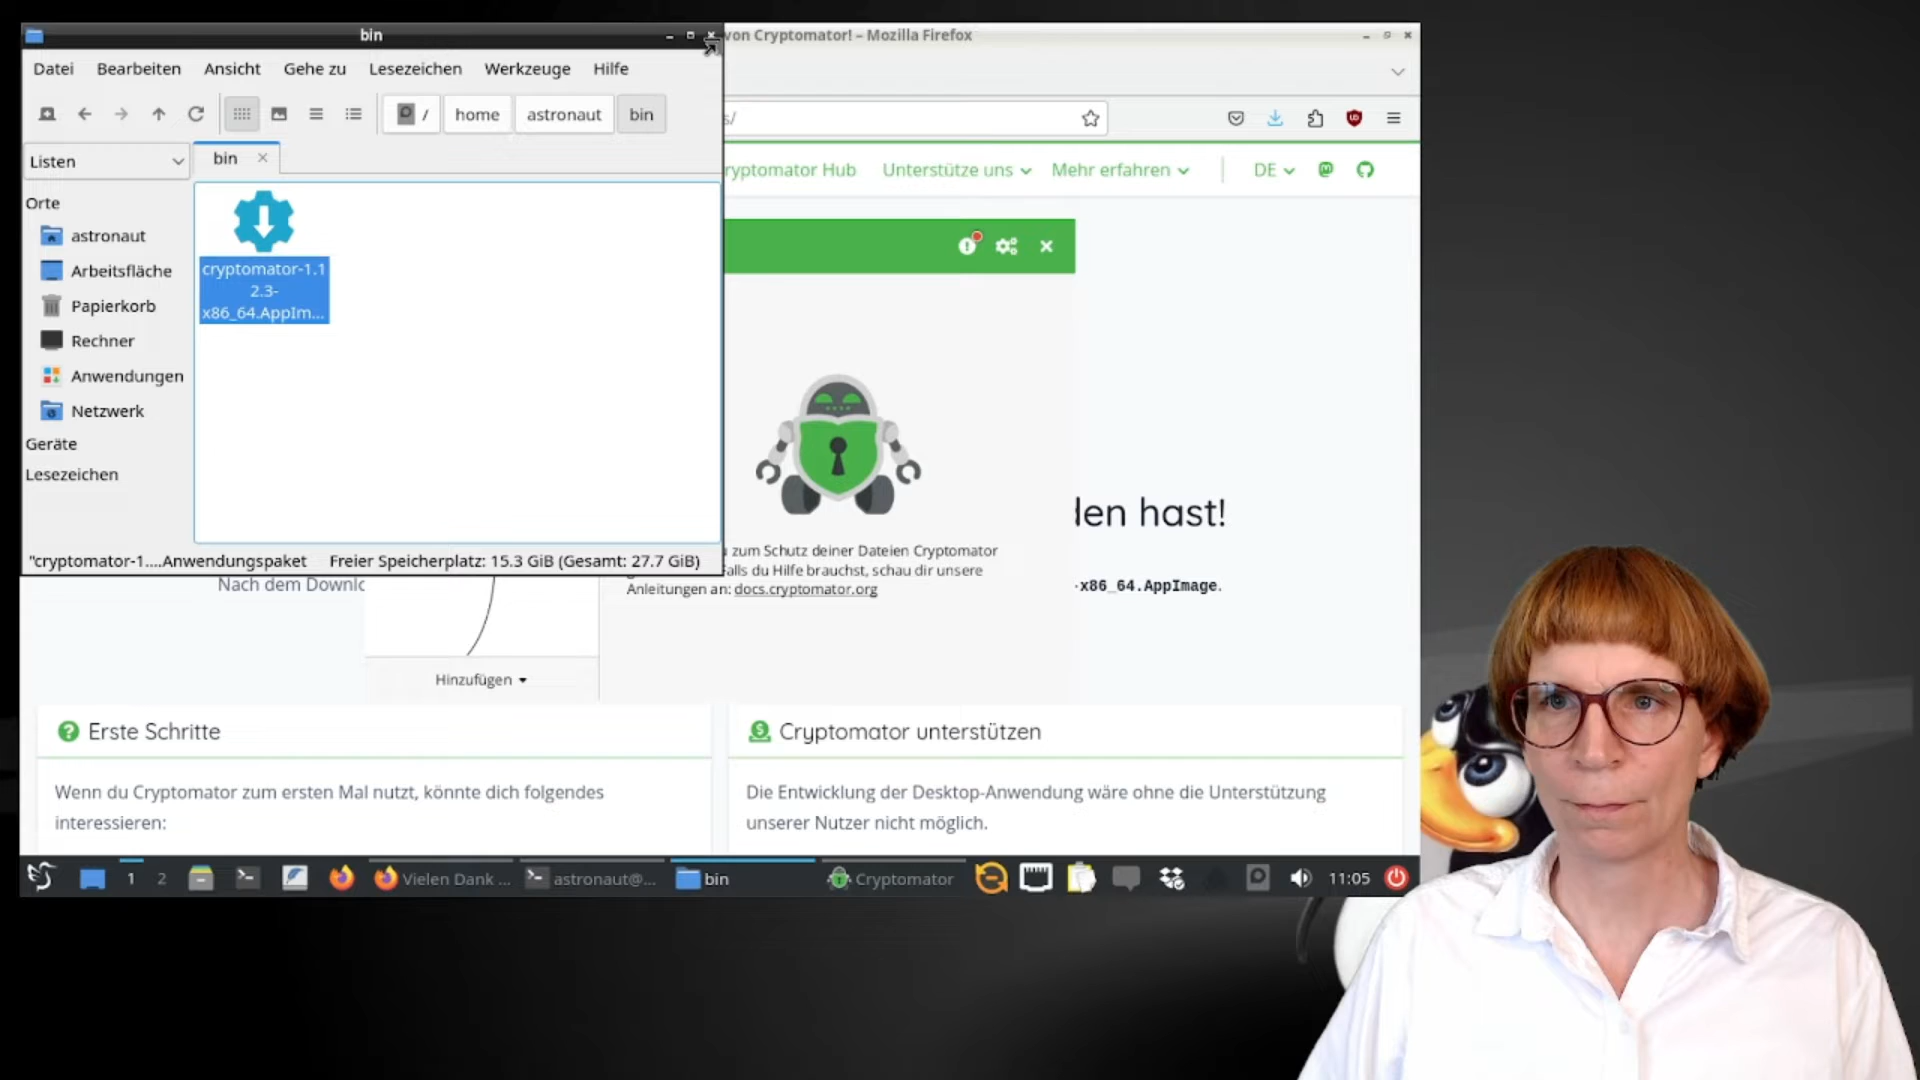 bin
von Cryptomator! – Mozilla Firefox
Datei Bearbeiten Ansicht Gehe zu Lesezeichen Werkzeuge Hilfe
/ home astronaut bin
s/
Listen
bin
ryptomator Hub Unterstütze uns Mehr erfahren DE
Orte
astronaut
Arbeitsfläche
Papierkorb
Rechner
Anwendungen
Netzwerk
Geräte
Lesezeichen
cryptomator-1.1
2.3-
x86_64.AppIm...
"cryptomator-1....Anwendungspaket Freier Speicherplatz: 15.3 GiB (Gesamt: 27.7 GiB)
den hast!
zum Schutz deiner Dateien Cryptomator
alls du Hilfe brauchst, schau dir unsere
Anleitungen an: docs.cryptomator.org
Nach dem Downlo
-x86_64.AppImage.
Hinzufügen
Erste Schritte
Wenn du Cryptomator zum ersten Mal nutzt, könnte dich folgendes
interessieren:
Cryptomator unterstützen
Die Entwicklung der Desktop-Anwendung wäre ohne die Unterstützung
unserer Nutzer nicht möglich.
1 2 Vielen Dank ... astronaut@... bin Cryptomator 11:05